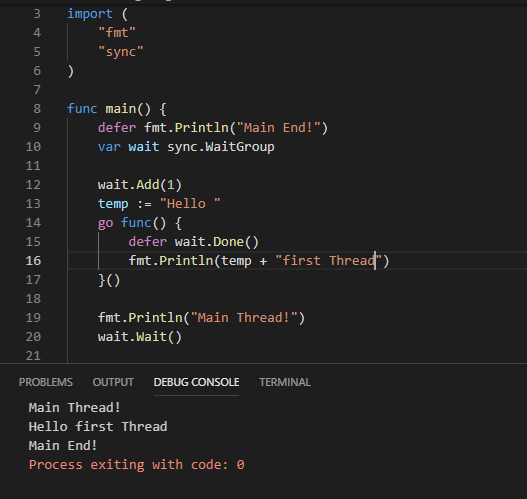 3 import (
4 "fmt"
5 "sync"
6 )
7
8 func main() {
9 defer fmt.Println("Main End!")
10 var wait sync.WaitGroup
11
12 wait.Add(1)
13 temp := "Hello "
14 go func() {
15 defer wait.Done()
16 fmt.Println(temp + "first Thread")
17 }()
18
19 fmt.Println("Main Thread!")
20 wait.Wait()
21
PROBLEMS OUTPUT DEBUG CONSOLE TERMINAL
Main Thread!
Hello first Thread
Main End!
Process exiting with code: 0